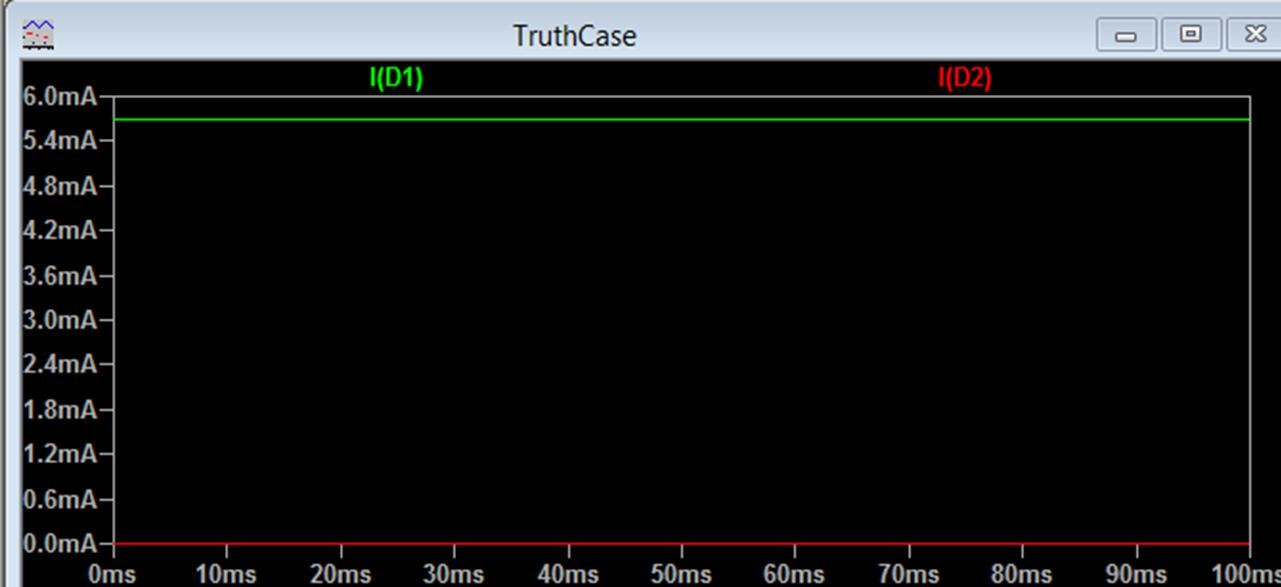 TruthCase
I(D1) I(D2)
6.0mA
5.4mA
4.8mA
4.2mA
3.6mA
3.0mA
2.4mA
1.8mA
1.2mA
0.6mA
0.0mA
0ms 10ms 20ms 30ms 40ms 50ms 60ms 70ms 80ms 90ms 100ms